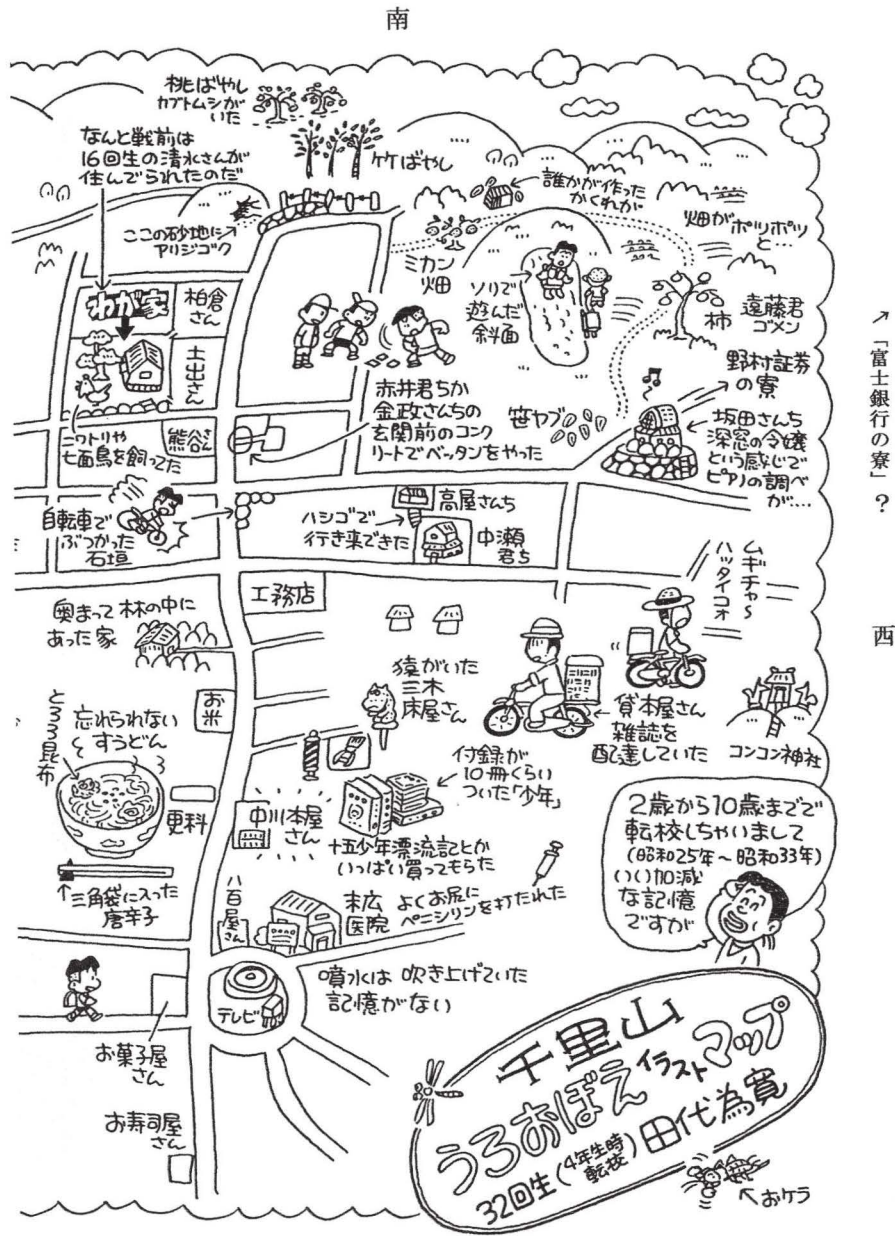 南
桃ばやし
カブトムシが
いた
なんと戦前は
16回生の清水さんが
住んでられたのだ
竹ばやし
誰かが作った
かくれが
畑がポツポツ
と…
ここの砂地に
アリジゴク
ミカン
畑
ソリで
遊んだ
斜面
柿
遠藤君
ゴメン
わが家
柏倉
さん
土出さん
ニワトリや
七面鳥を飼ってた
熊谷さん
赤井君ちか
金政さんちの
玄関前のコンク
リートでベッタンをやった
笹ヤブ
野村証券
の寮
坂田さんち
深窓の令嬢
という感じで
ピアノの調べ
が…
↗「富士銀行の寮」?
西
自転車で
ぶつかった
石垣
ハシゴで
行き来できた
高屋さんち
中瀬
君ち
ムギチャ~
ハッタイコォ
工務店
奥まって林の中に
あった家
お米
猿がいた
三木
床屋さん
貸本屋さん
雑誌を
配達していた
コンコン神社
とろろ昆布
忘れられない
すうどん
更科
↑三角袋に入った
唐辛子
中川本屋
さん
付録が
10冊くらい
ついた「少年」
十五少年漂流記とか
いっぱい買ってもらた
八百屋さん
末広
医院
よくお尻に
ペニシリンを打たれた
2歳から10歳までで
転校しちゃいまして
(昭和25年~昭和33年)
いい加減
な記憶
ですが
テレビ
噴水は吹き上げていた
記憶がない
お菓子屋
さん
お寿司屋
さん
千里山
うろおぼえイラストマップ
32回生(4年生時転校)田代為寛
おケラ